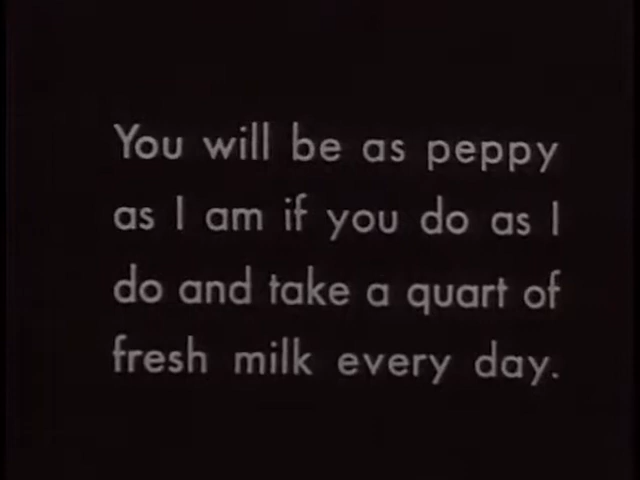 You will be as peppy
as I am if you do as I
do and take a quart of
fresh milk every day.